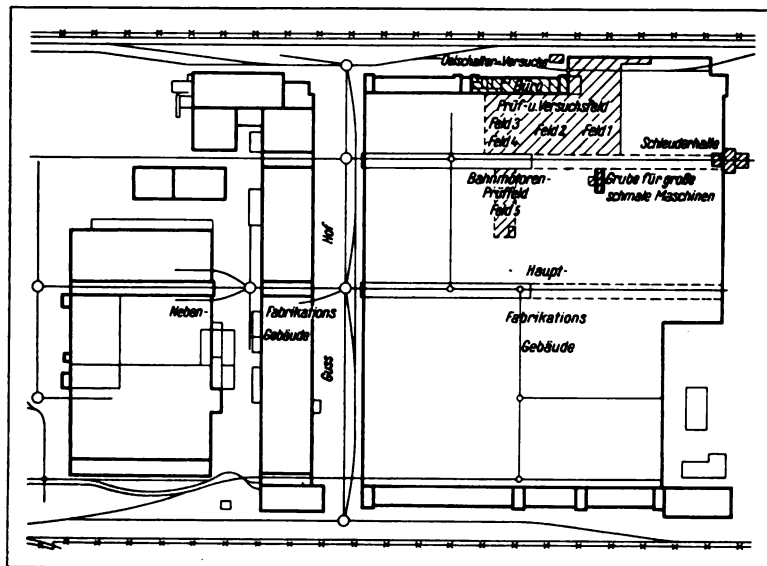 Oelschalter-Versuche
Büro
Prüf-u. Versuchsfeld
Feld 3
Feld 4
Feld 2
Feld 1
Schleuderhalle
Bahnmotoren-
Prüffeld
Feld 5
Grube für große
schmale Maschinen
Hof
Haupt-
Neben-
Fabrikations
Gebäude
Fabrikations
Gebäude
Guss